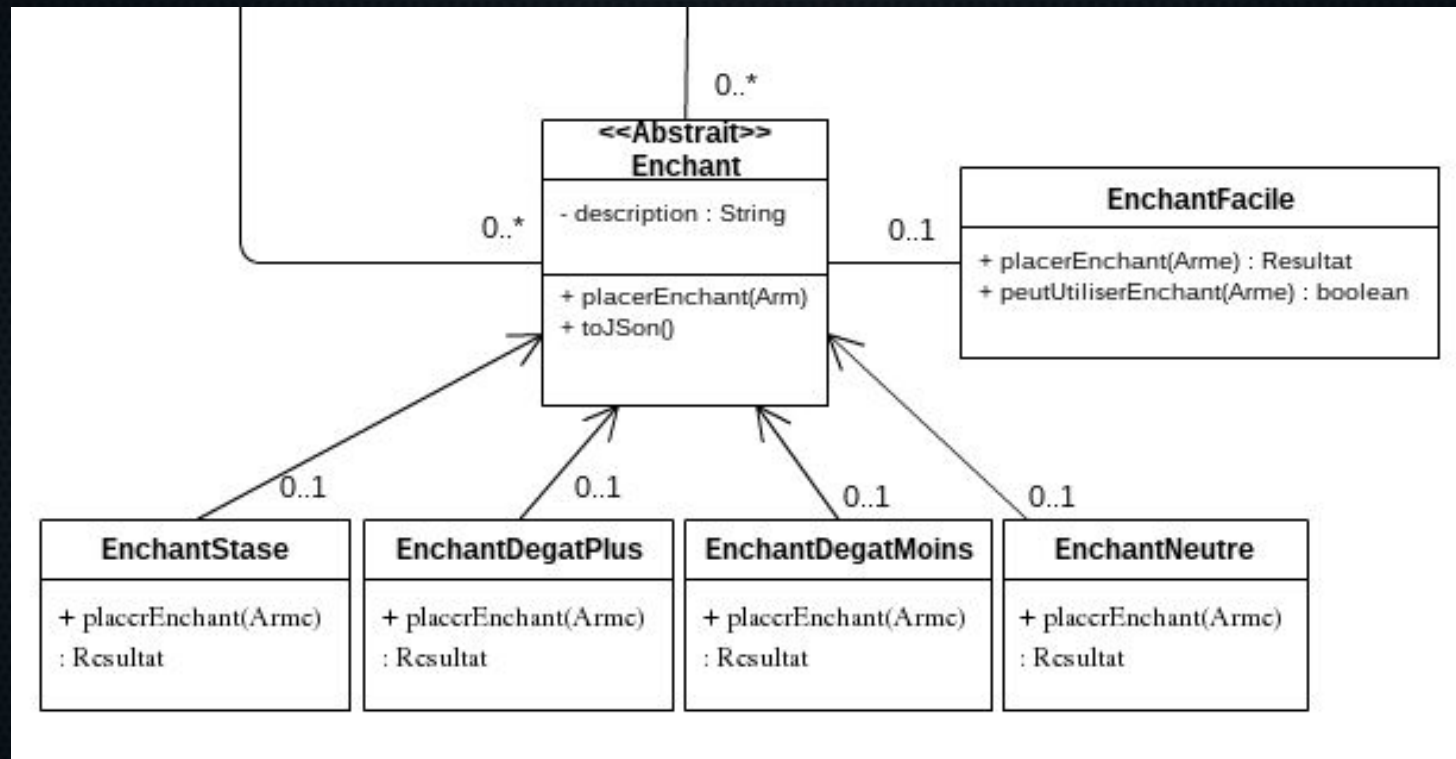 0..*
<<Abstrait>>
Enchant
- description : String
+ placerEnchant(Arm)
+ toJSon()
0..*
0..1
EnchantFacile
+ placerEnchant(Arme) : Resultat
+ peutUtiliserEnchant(Arme) : boolean
0..1
0..1
0..1
0..1
EnchantStase
+ placerEnchant(Arme)
: Resultat
EnchantDegatPlus
+ placerEnchant(Arme)
: Resultat
EnchantDegatMoins
+ placerEnchant(Arme)
: Resultat
EnchantNeutre
+ placerEnchant(Arme)
: Resultat